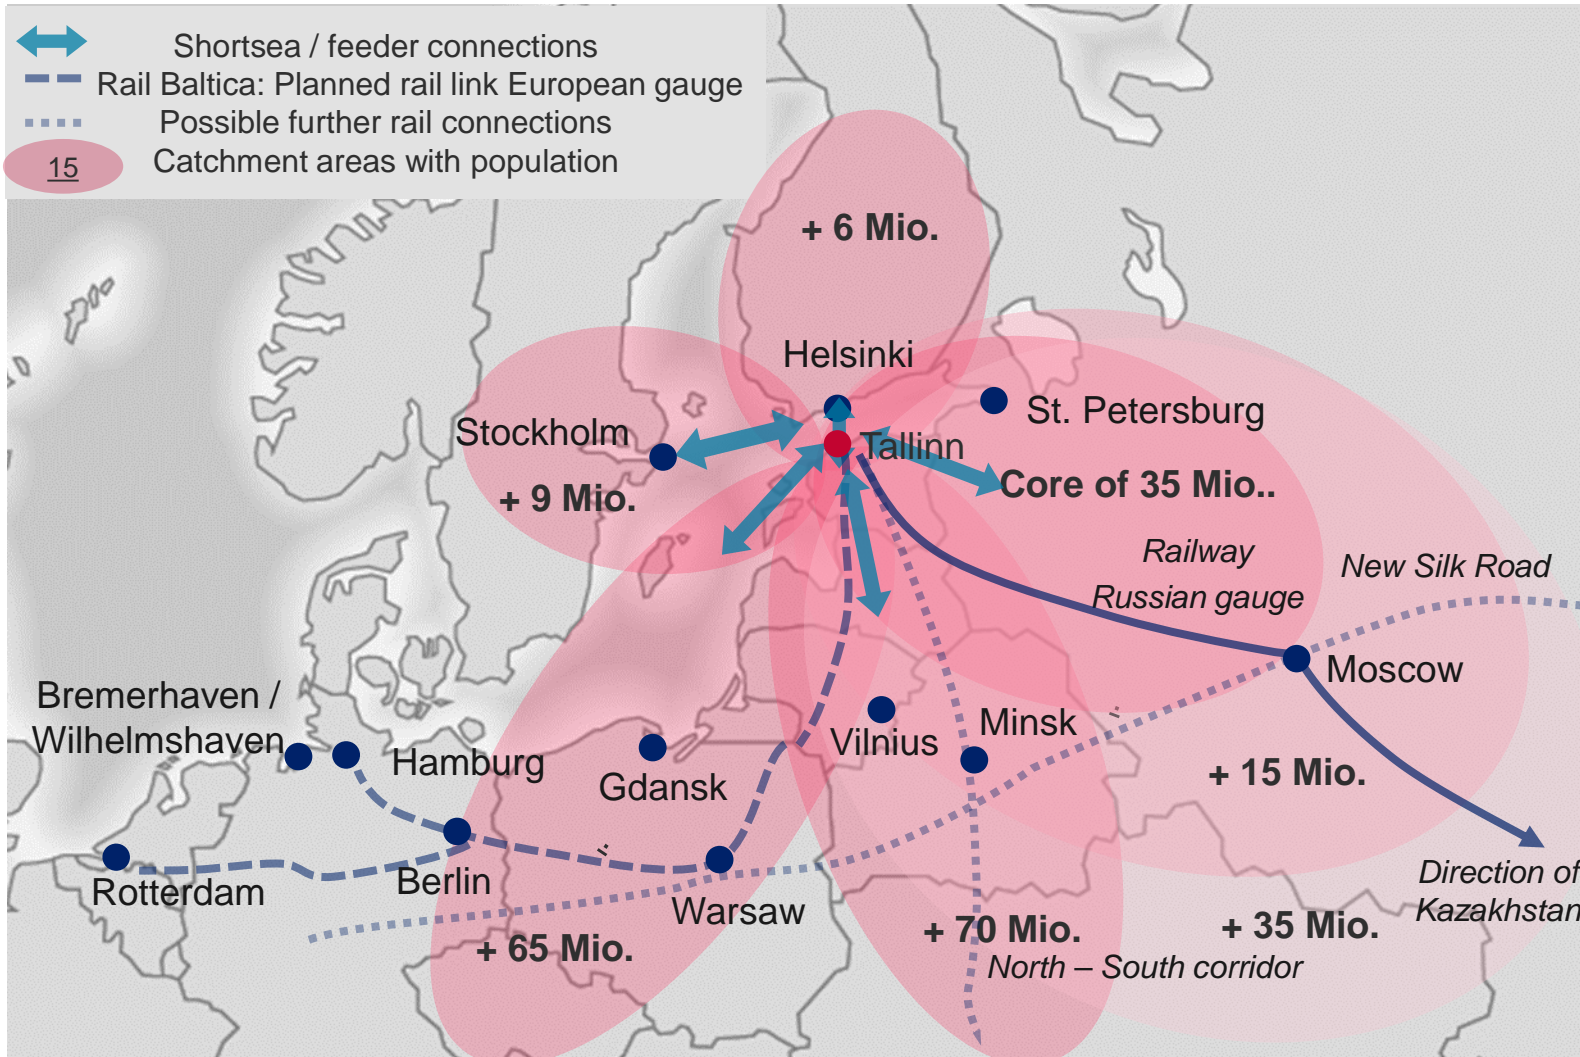 Shortsea / feeder connections
Rail Baltica: Planned rail link European gauge
Possible further rail connections
15
Catchment areas with population
+ 6 Mio.
Helsinki
Stockholm
St. Petersburg
Tallinn
+ 9 Mio.
Core of 35 Mio..
Railway
Russian gauge
New Silk Road
Moscow
Bremerhaven /
Wilhelmshaven
Hamburg
Gdansk
Vilnius
Minsk
+ 15 Mio.
Rotterdam
Berlin
Warsaw
Direction of
Kazakhstan
+ 65 Mio.
+ 70 Mio.
+ 35 Mio.
North – South corridor